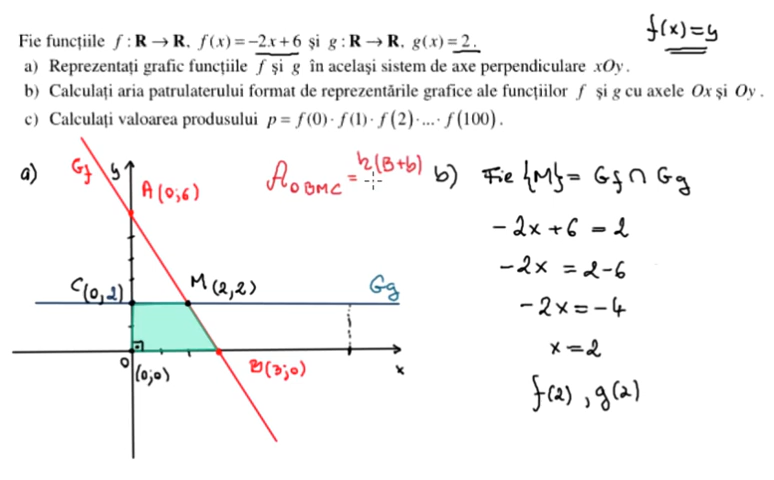 f(x)=y
Fie funcțiile f : R → R, f(x)=−2x+6 și g : R → R, g(x)=2.
a) Reprezentați grafic funcțiile f și g în același sistem de axe perpendiculare xOy.
b) Calculați aria patrulaterului format de reprezentările grafice ale funcțiilor f și g cu axele Ox și Oy.
c) Calculați valoarea produsului p = f(0)·f(1)·f(2)·...·f(100).
a)
Gf
y
A(0;6)
C(0,2)
M(2,2)
Gg
O
(0;0)
B(3;0)
x
A OBMC = h(B+b)
b) Fie {M}= Gf ∩ Gg
−2x+6 = 2
−2x = 2−6
−2x=−4
x=2
f(2), g(2)